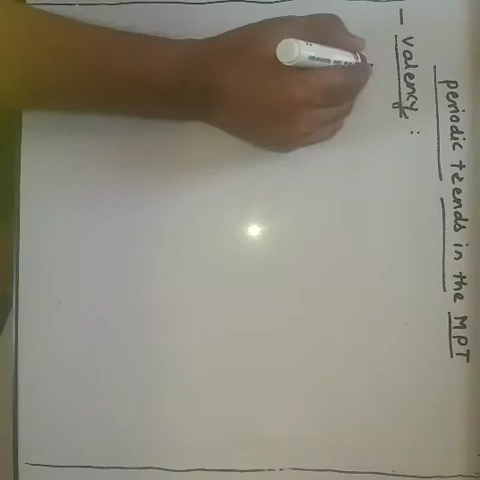 periodic trends in the MPT
- valency :